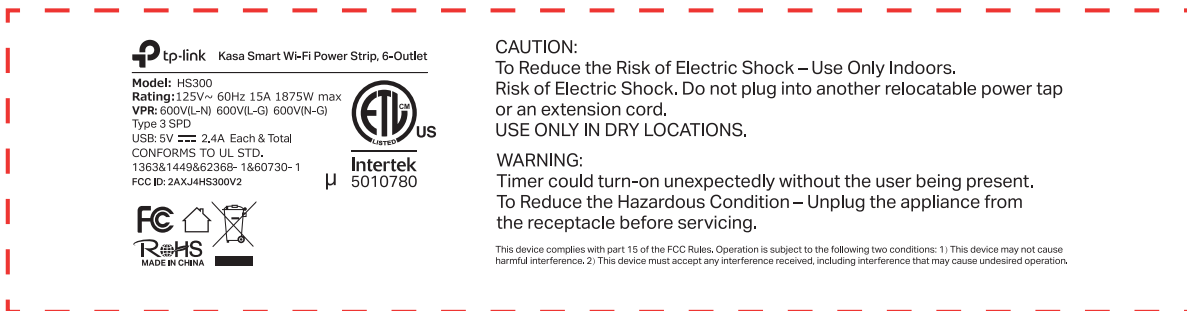 tp-link Kasa Smart Wi-Fi Power Strip, 6-Outlet
Model: HS300
Rating:125V~ 60Hz 15A 1875W max
VPR: 600V(L-N) 600V(L-G) 600V(N-G)
Type 3 SPD
USB: 5V ⎓ 2.4A Each & Total
CONFORMS TO UL STD.
1363&1449&62368- 1&60730- 1
FCC ID: 2AXJ4HS300V2
ETL CM
US
LISTED
Intertek
μ 5010780
FC
RoHS
MADE IN CHINA
CAUTION:
To Reduce the Risk of Electric Shock – Use Only Indoors.
Risk of Electric Shock. Do not plug into another relocatable power tap
or an extension cord.
USE ONLY IN DRY LOCATIONS.
WARNING:
Timer could turn-on unexpectedly without the user being present.
To Reduce the Hazardous Condition – Unplug the appliance from
the receptacle before servicing.
This device complies with part 15 of the FCC Rules. Operation is subject to the following two conditions: 1) This device may not cause
harmful interference. 2) This device must accept any interference received, including interference that may cause undesired operation.